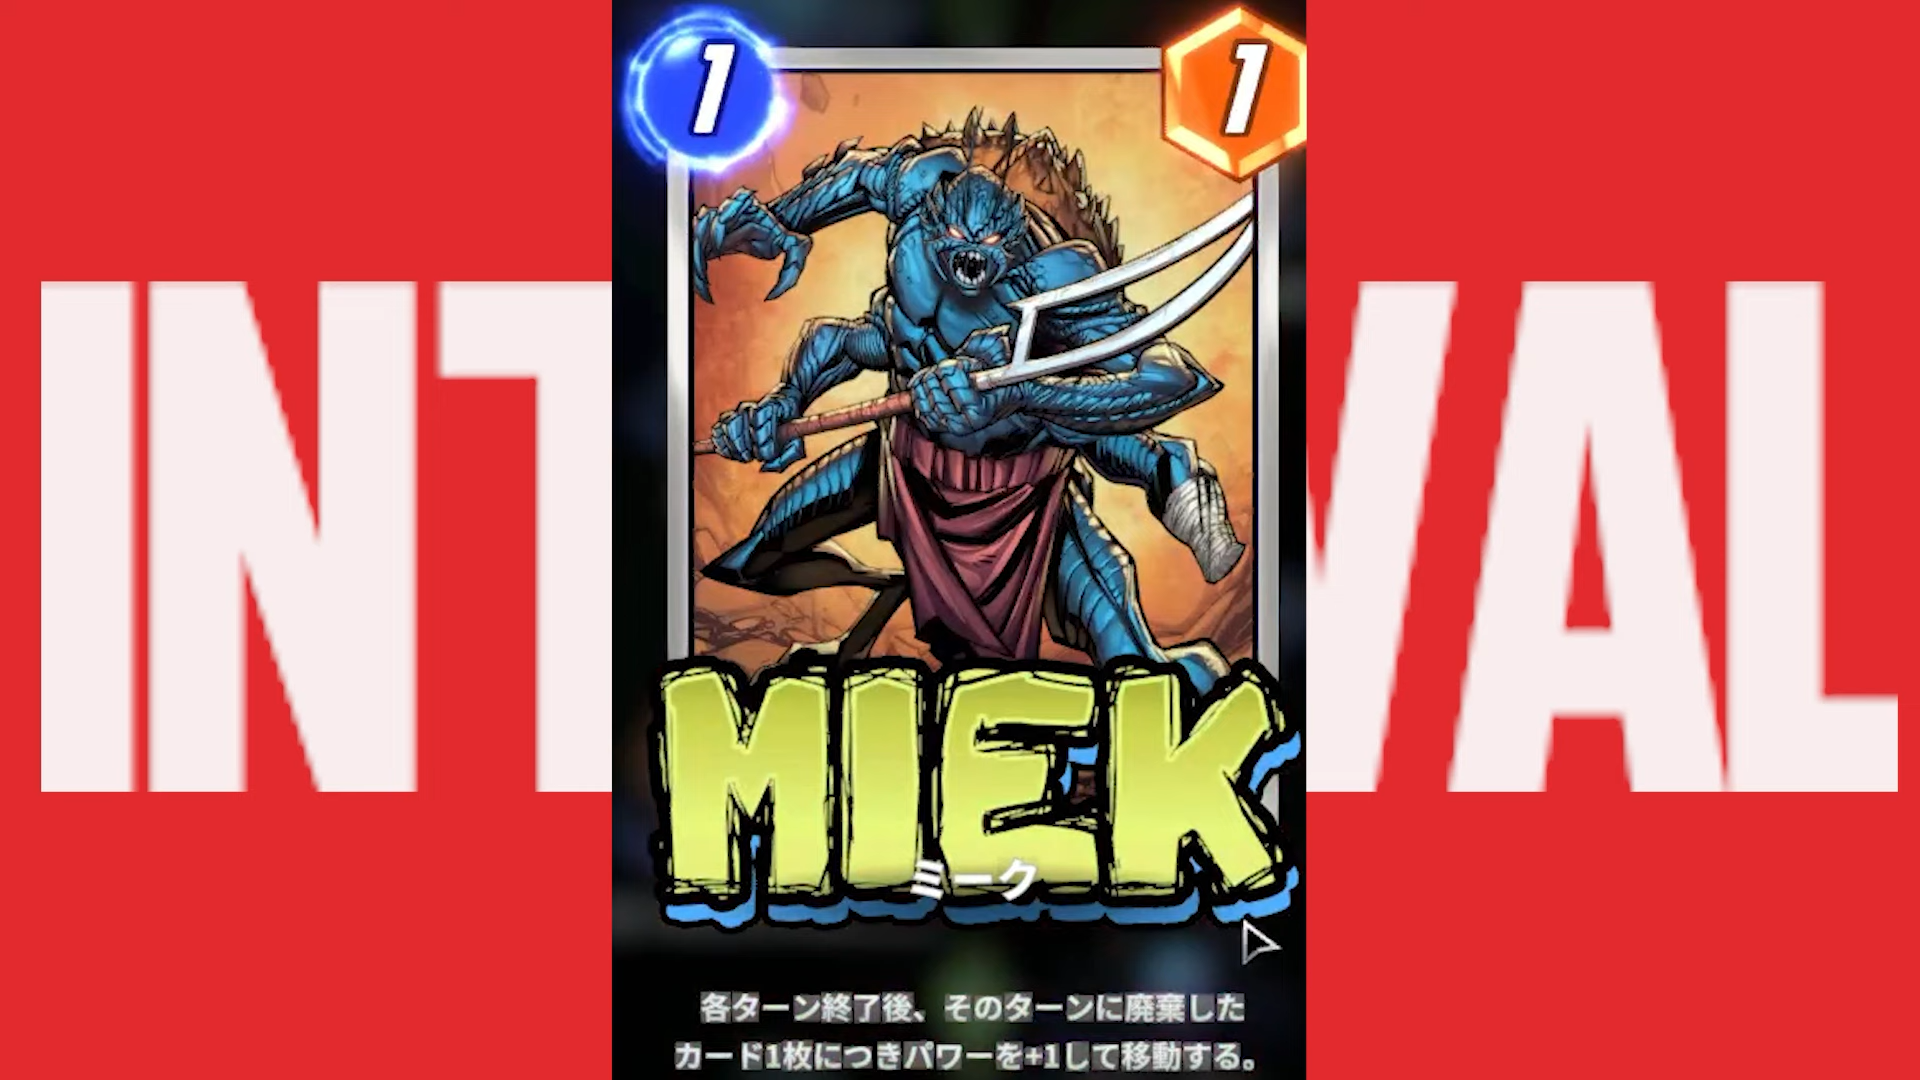 1
1
INT
VAL
MIEK
ミーク
各ターン終了後、そのターンに廃棄した
カード1枚につきパワーを+1して移動する。